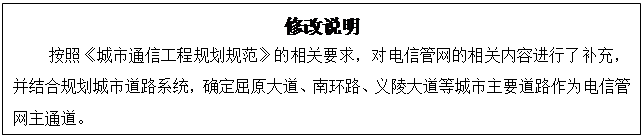 修改说明
按照《城市通信工程规划规范》的相关要求，对电信管网的相关内容进行了补充，
并结合规划城市道路系统，确定屈原大道、南环路、义陵大道等城市主要道路作为电信管
网主通道。